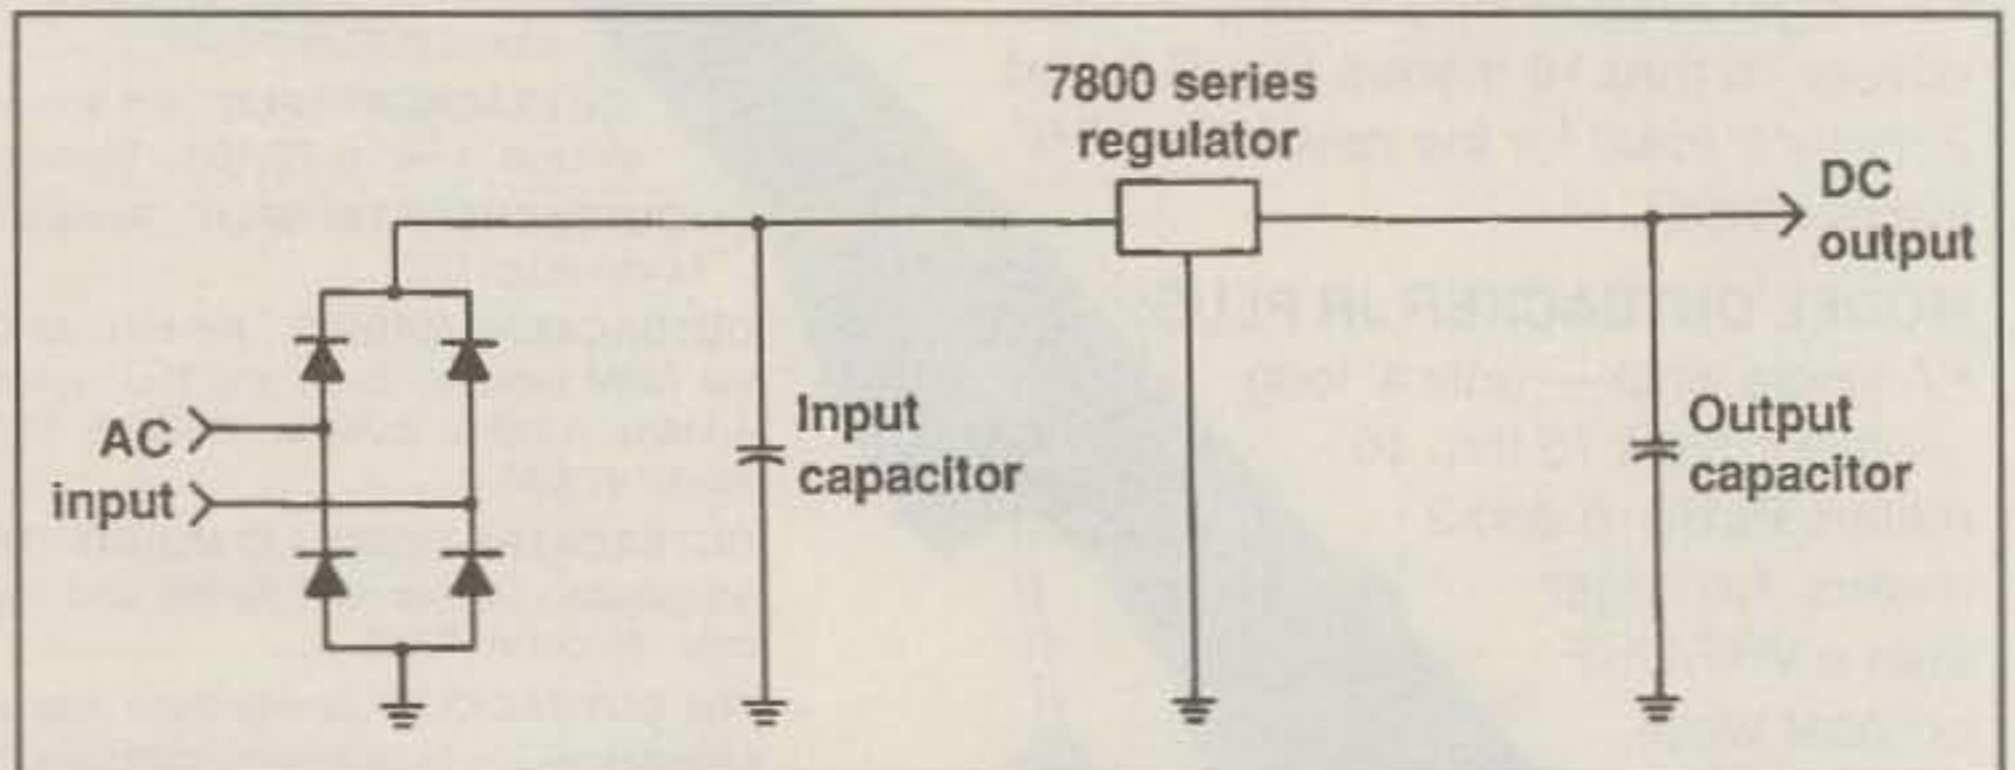 7800 series
regulator
DC
output
AC
input
Input
capacitor
Output
capacitor